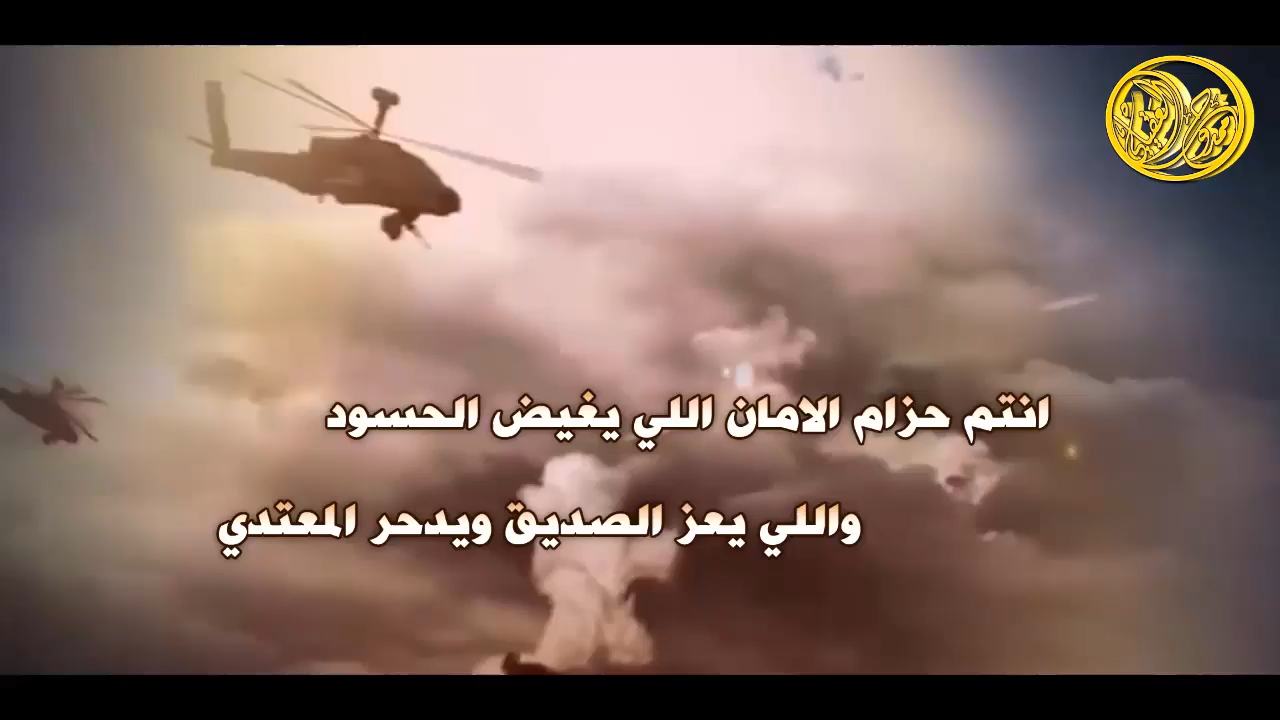 انتم حزام الامان اللي يغيض الحسود
واللي يعز الصديق ويدحر المعتدي